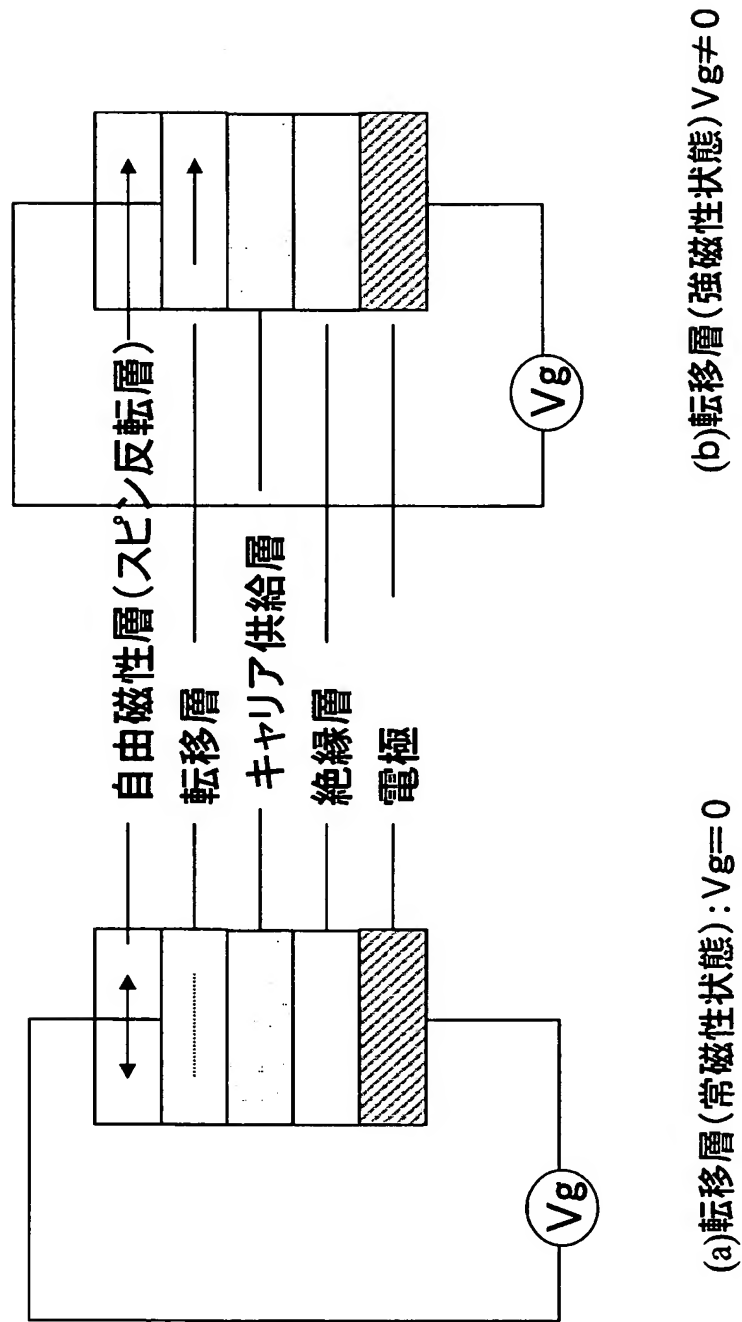 自由磁性層(スピン反転層)
転移層
キャリア供給層
絶縁層
電極
Vg
Vg
(a)転移層(常磁性状態):Vg=0
(b)転移層(強磁性状態)Vg≠0